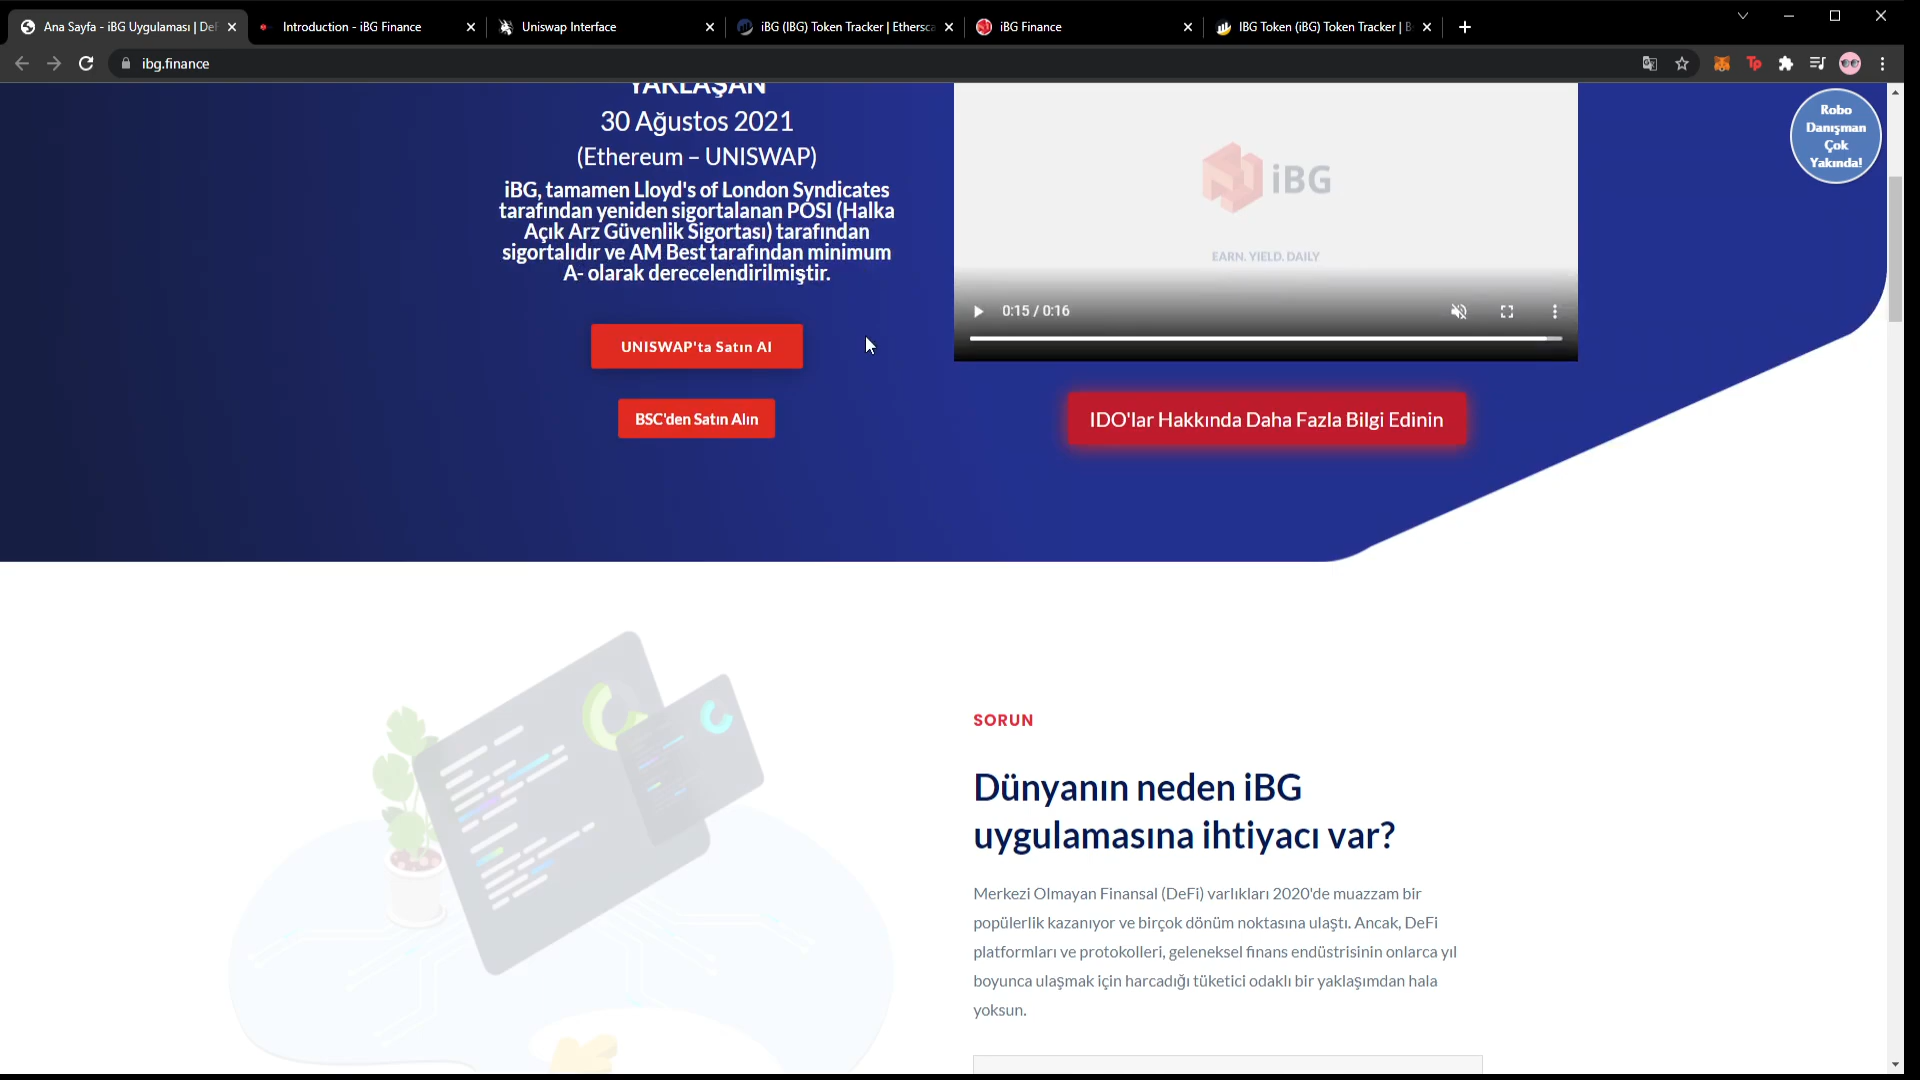 Ana Sayfa - iBG Uygulaması | DeF
Introduction - iBG Finance
Uniswap Interface
iBG (IBG) Token Tracker | Ethersca
iBG Finance
IBG Token (iBG) Token Tracker | B
ibg.finance
YAKLAŞAN
30 Ağustos 2021
(Ethereum – UNISWAP)
iBG, tamamen Lloyd's of London Syndicates
tarafından yeniden sigortalanan POSI (Halka
Açık Arz Güvenlik Sigortası) tarafından
sigortalıdır ve AM Best tarafından minimum
A- olarak derecelendirilmiştir.
UNISWAP'ta Satın Al
BSC'den Satın Alın
iBG
EARN. YIELD. DAILY
0:15 / 0:16
IDO'lar Hakkında Daha Fazla Bilgi Edinin
Robo
Danışman
Çok
Yakında!
SORUN
Dünyanın neden iBG
uygulamasına ihtiyacı var?
Merkezi Olmayan Finansal (DeFi) varlıkları 2020'de muazzam bir
popülerlik kazanıyor ve birçok dönüm noktasına ulaştı. Ancak, DeFi
platformları ve protokolleri, geleneksel finans endüstrisinin onlarca yıl
boyunca ulaşmak için harcadığı tüketici odaklı bir yaklaşımdan hala
yoksun.